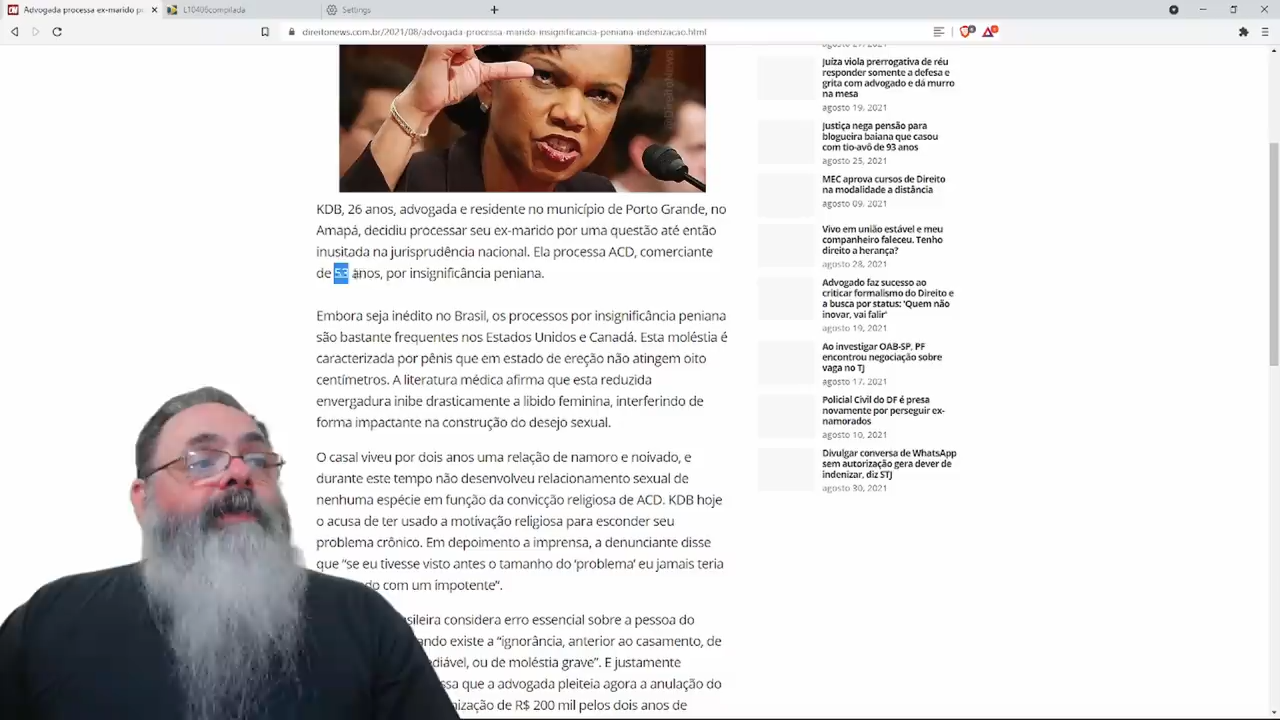 Advogada processa ex-marido p
L10406compilada
Settings
direitonews.com.br/2021/08/advogada-processa-marido-insignificancia-peniana-indenizacao.html
@DireitoNews
KDB, 26 anos, advogada e residente no município de Porto Grande, no
Amapá, decidiu processar seu ex-marido por uma questão até então
inusitada na jurisprudência nacional. Ela processa ACD, comerciante
de 53 anos, por insignificância peniana.
Embora seja inédito no Brasil, os processos por insignificância peniana
são bastante frequentes nos Estados Unidos e Canadá. Esta moléstia é
caracterizada por pênis que em estado de ereção não atingem oito
centímetros. A literatura médica afirma que esta reduzida
envergadura inibe drasticamente a libido feminina, interferindo de
forma impactante na construção do desejo sexual.
O casal viveu por dois anos uma relação de namoro e noivado, e
durante este tempo não desenvolveu relacionamento sexual de
nenhuma espécie em função da convicção religiosa de ACD. KDB hoje
o acusa de ter usado a motivação religiosa para esconder seu
problema crônico. Em depoimento a imprensa, a denunciante disse
que “se eu tivesse visto antes o tamanho do ‘problema’ eu jamais teria
do com um impotente”.
sileira considera erro essencial sobre a pessoa do
ando existe a “ignorância, anterior ao casamento, de
ediável, ou de moléstia grave”. E justamente
ssa que a advogada pleiteia agora a anulação do
nização de R$ 200 mil pelos dois anos de
agosto 27, 2021
Juíza viola prerrogativa de réu
responder somente a defesa e
grita com advogado e dá murro
na mesa
agosto 19, 2021
Justiça nega pensão para
blogueira baiana que casou
com tio-avô de 93 anos
agosto 25, 2021
MEC aprova cursos de Direito
na modalidade a distância
agosto 09, 2021
Vivo em união estável e meu
companheiro faleceu. Tenho
direito a herança?
agosto 28, 2021
Advogado faz sucesso ao
criticar formalismo do Direito e
a busca por status: 'Quem não
inovar, vai falir'
agosto 19, 2021
Ao investigar OAB-SP, PF
encontrou negociação sobre
vaga no TJ
agosto 17, 2021
Policial Civil do DF é presa
novamente por perseguir ex-
namorados
agosto 10, 2021
Divulgar conversa de WhatsApp
sem autorização gera dever de
indenizar, diz STJ
agosto 30, 2021